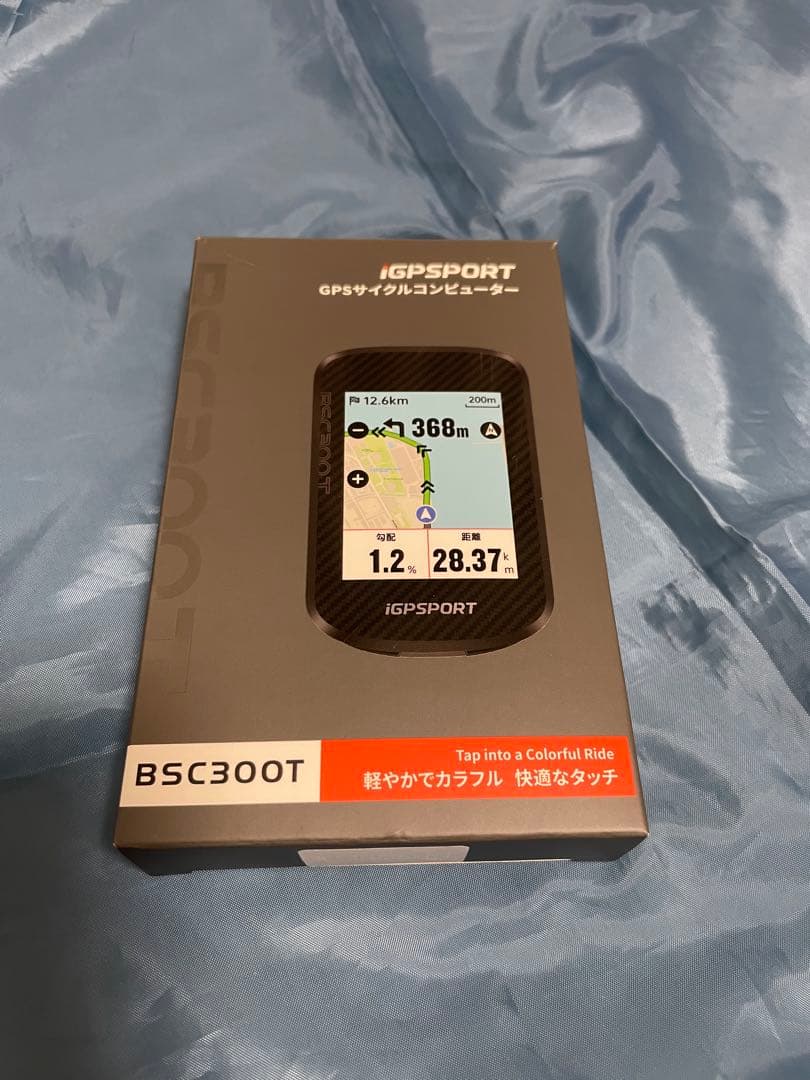 iGPSPORT
GPSサイクルコンピューター
BSC300T
BSC300T
12.6km
200m
368m
勾配
距離
1.2%
28.37km
iGPSPORT
BSC300T
Tap into a Colorful Ride
軽やかでカラフル 快適なタッチ